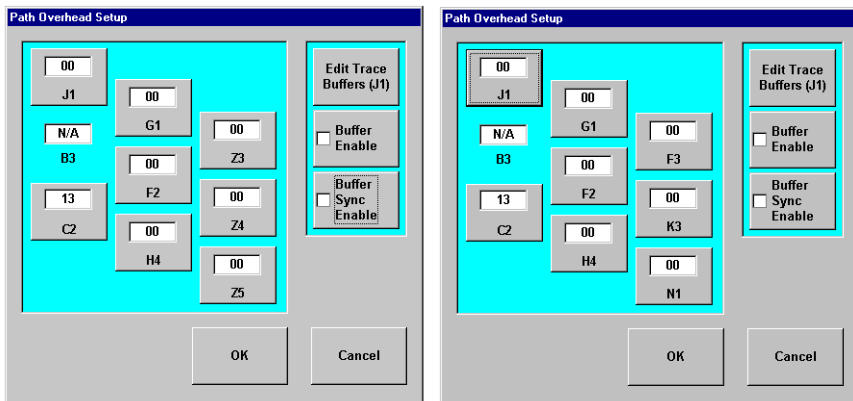 Path Overhead Setup
00
J1
N/A
B3
13
C2
00
G1
00
F2
00
H4
00
Z3
00
Z4
00
Z5
Edit Trace
Buffers (J1)
Buffer
Enable
Buffer
Sync
Enable
OK
Cancel
Path Overhead Setup
00
J1
N/A
B3
13
C2
00
G1
00
F2
00
H4
00
F3
00
K3
00
N1
Edit Trace
Buffers (J1)
Buffer
Enable
Buffer
Sync
Enable
OK
Cancel